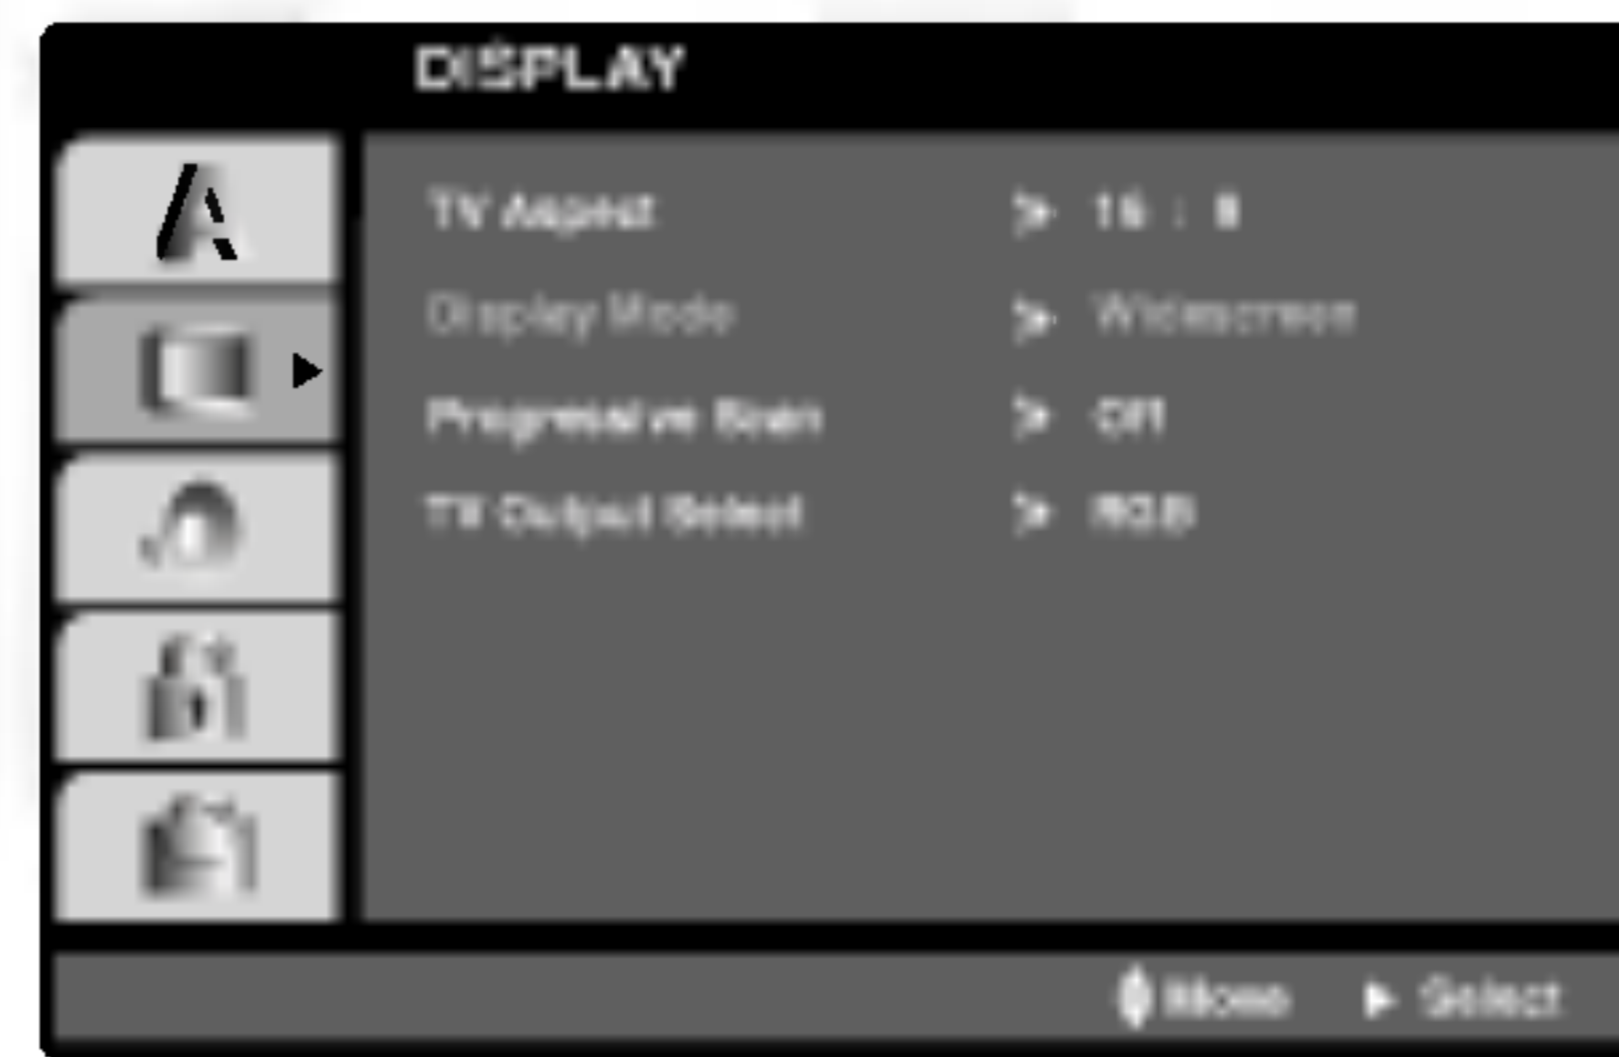 DISPLAY
A
TV Aspect > 16 : 9
Display Mode > Widescreen
Progressive Scan > Off
TV Output Select > RGB
Move Select